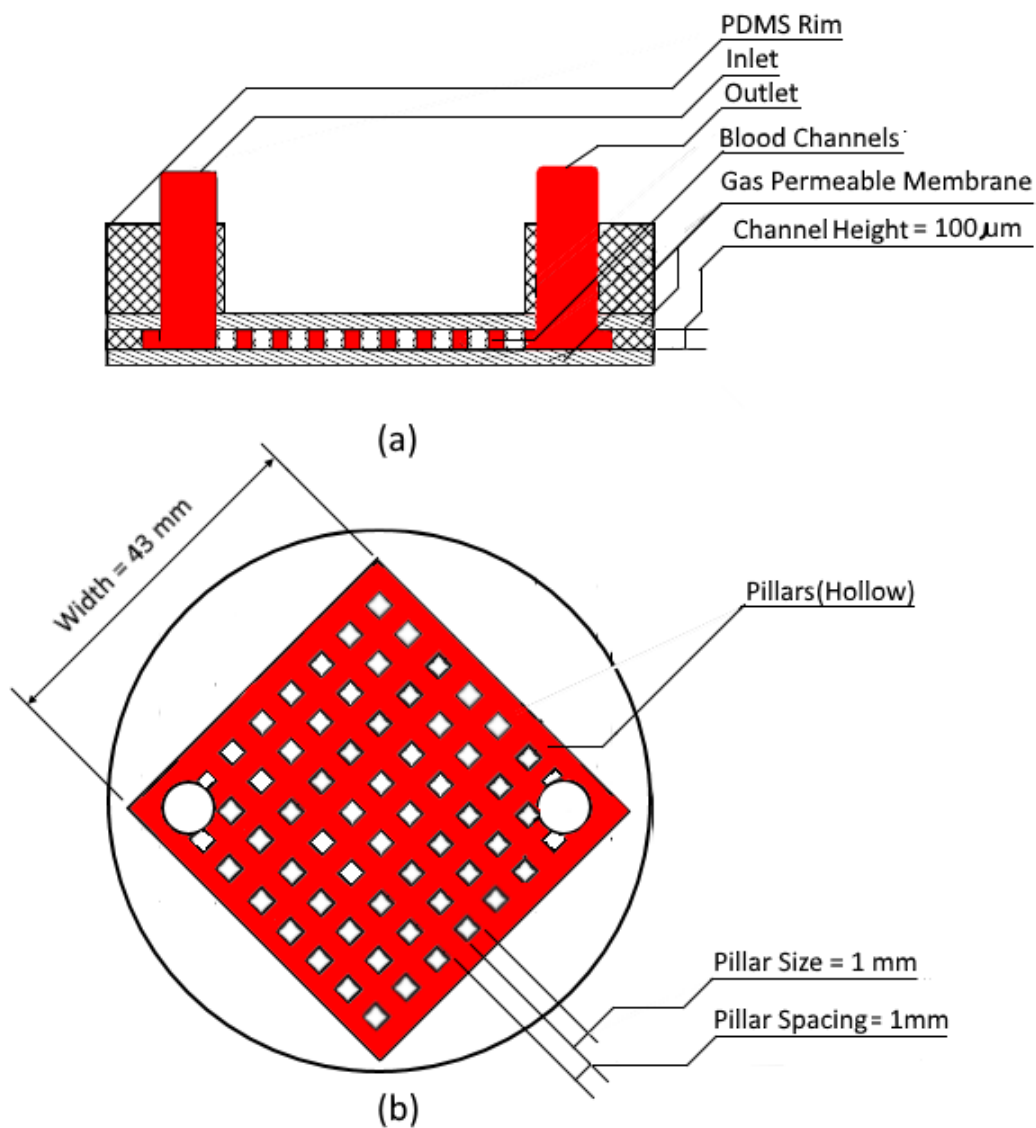 PDMS Rim
Inlet
Outlet
Blood Channels
Gas Permeable Membrane
Channel Height = 100 µm
(a)
Width = 43 mm
Pillars(Hollow)
Pillar Size = 1 mm
Pillar Spacing = 1mm
(b)